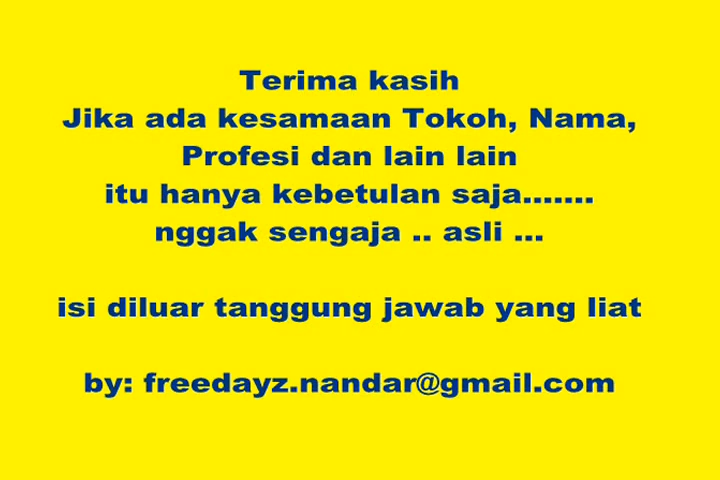 Terima kasih
Jika ada kesamaan Tokoh, Nama,
Profesi dan lain lain
itu hanya kebetulan saja.......
nggak sengaja .. asli ...
isi diluar tanggung jawab yang liat
by: freedayz.nandar@gmail.com